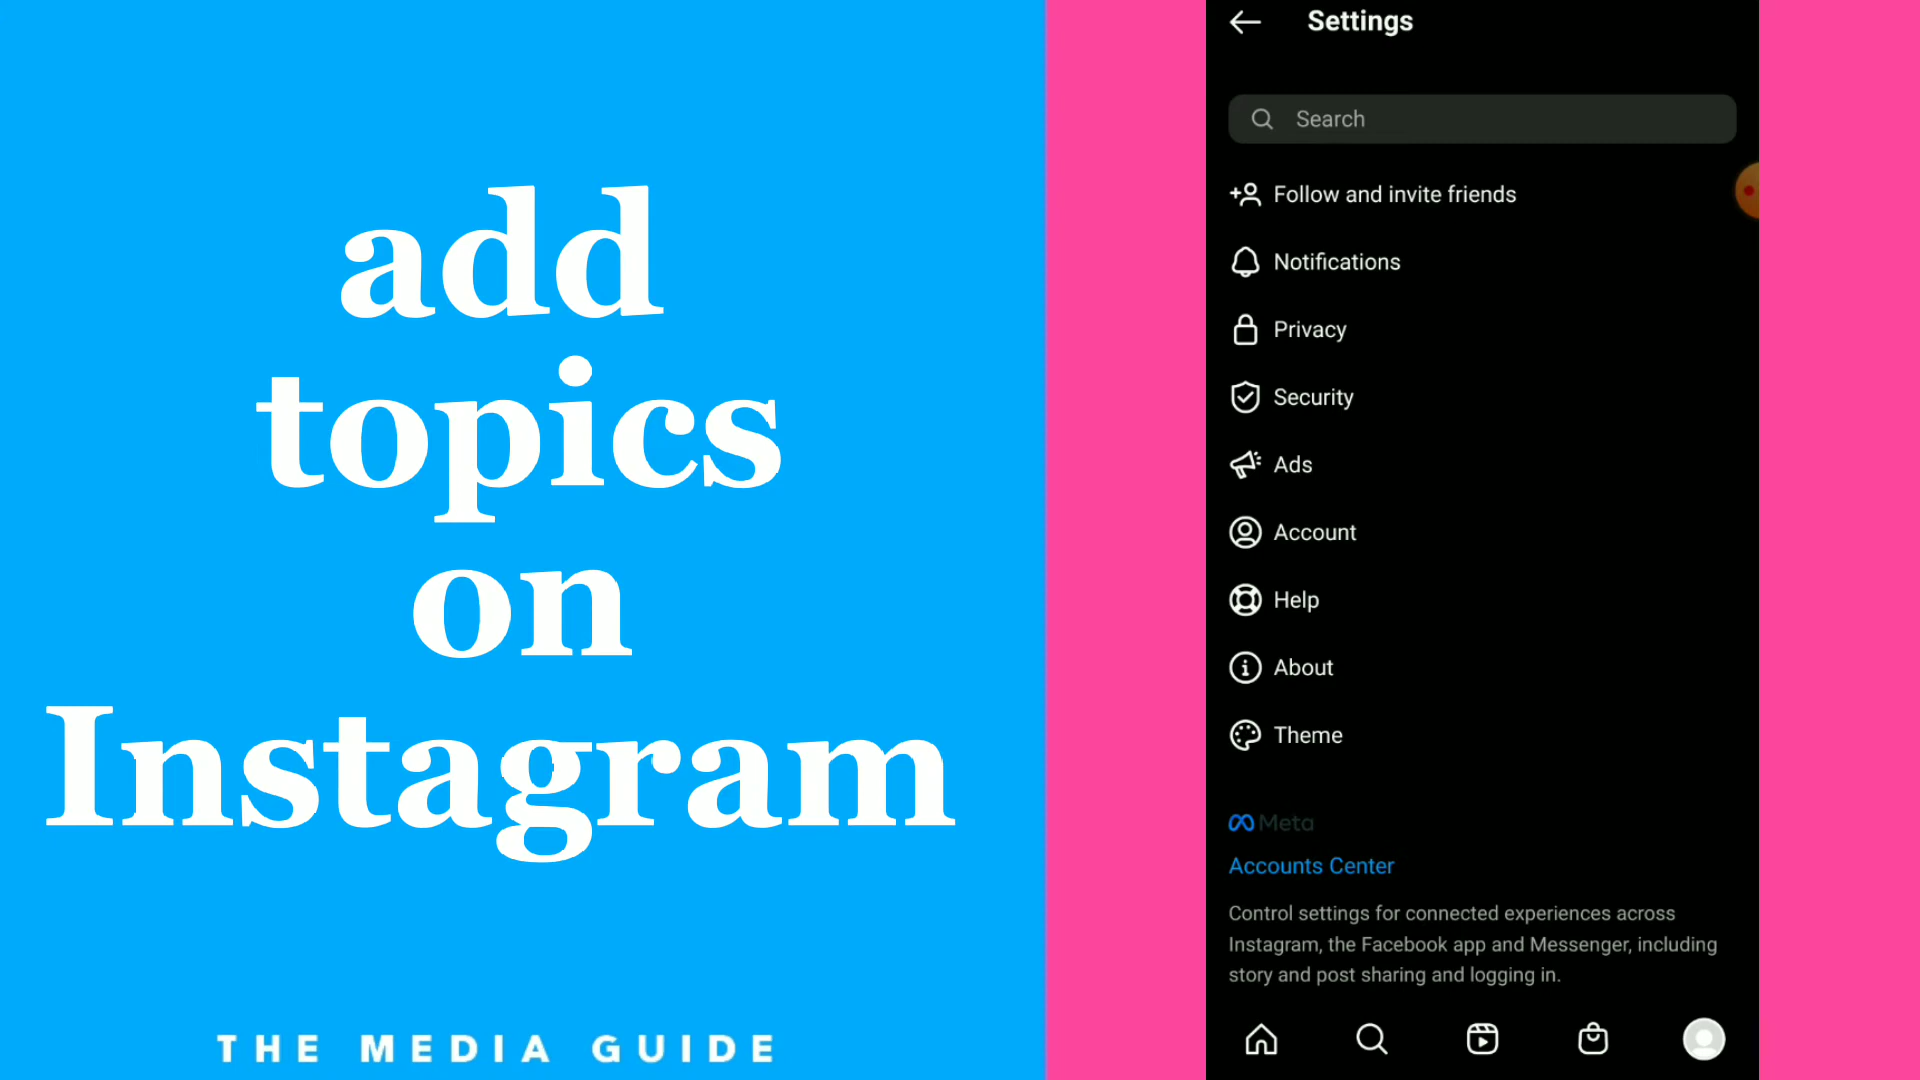 add
topics
on
Instagram
THE MEDIA GUIDE
Settings
Search
Follow and invite friends
Notifications
Privacy
Security
Ads
Account
Help
About
Theme
Meta
Accounts Center
Control settings for connected experiences across
Instagram, the Facebook app and Messenger, including
story and post sharing and logging in.